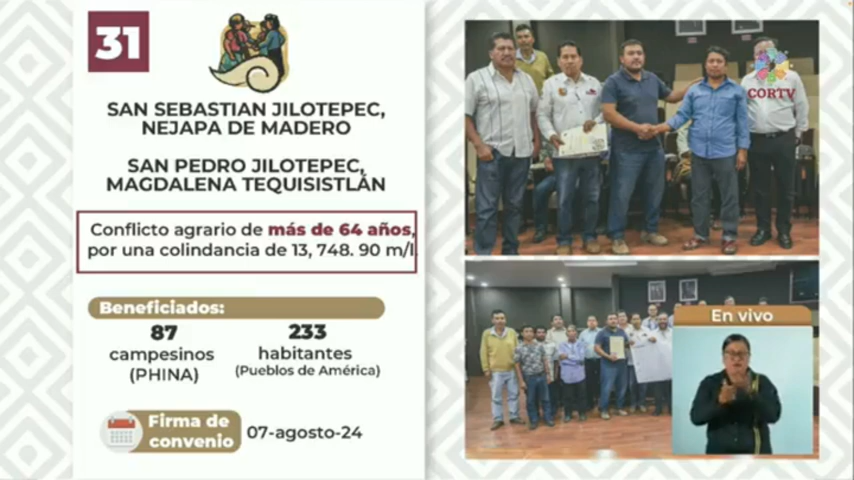 31
SAN SEBASTIAN JILOTEPEC,
NEJAPA DE MADERO
SAN PEDRO JILOTEPEC,
MAGDALENA TEQUISISTLÁN
Conflicto agrario de más de 64 años,
por una colindancia de 13, 748. 90 m/l
Beneficiados:
87
campesinos
(PHINA)
233
habitantes
(Pueblos de América)
Firma de
convenio
07-agosto-24
CORTV
En vivo